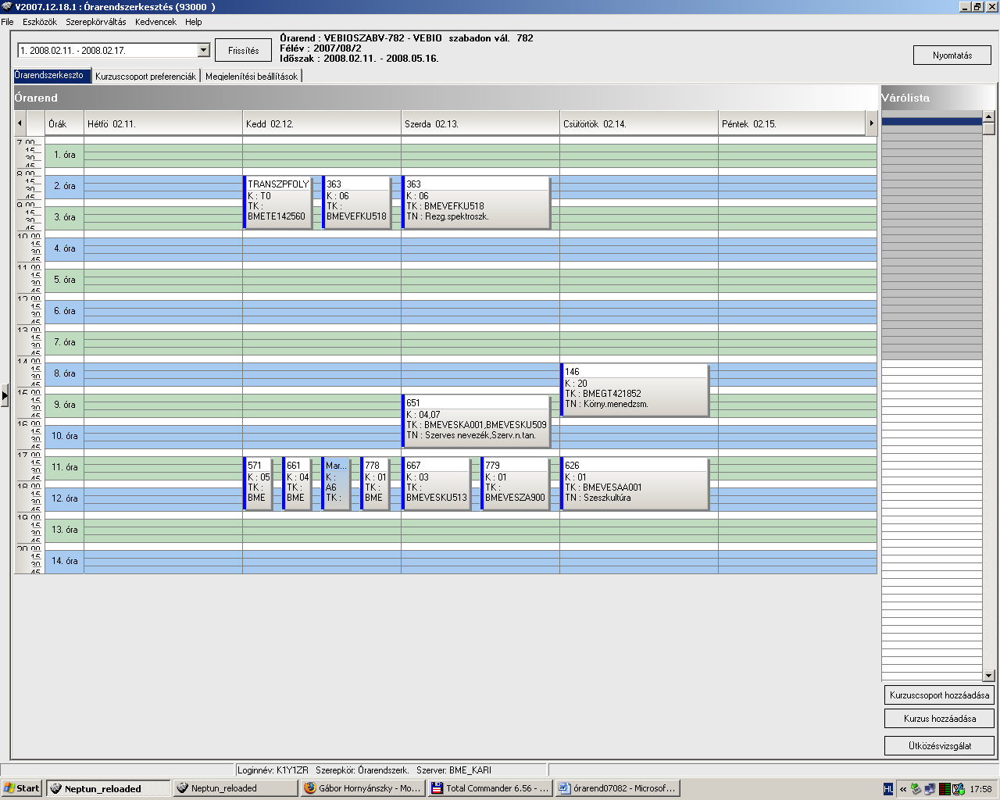 V2007.12.18.1 : Órarendszerkesztés (93000 )
File Eszközök Szerepkörváltás Kedvencek Help
1. 2008.02.11. - 2008.02.17.
Frissítés
Órarend : VEBIOSZABV-782 - VEBIO szabadon vál. 782
Félév : 2007/08/2
Időszak : 2008.02.11. - 2008.05.16.
Nyomtatás
Órarendszerkeszto Kurzuscsoport preferenciák Megjelenítési beállítások
Órarend
Várólista
Órák Hétfő 02.11. Kedd 02.12. Szerda 02.13. Csütörtök 02.14. Péntek 02.15.
7 00
15
30
45
1. óra
8 00
15
30
45
2. óra
9 00
15
30
45
3. óra
10 00
15
30
45
4. óra
11 00
15
30
45
5. óra
12 00
15
30
45
6. óra
13 00
15
30
45
7. óra
14 00
15
30
45
8. óra
15 00
15
30
45
9. óra
16 00
15
30
45
10. óra
17 00
15
30
45
11. óra
18 00
15
30
45
12. óra
19 00
15
30
45
13. óra
20 00
15
30
45
14. óra
TRANSZPFOLY
K : T0
TK :
BMETE142560
363
K : 06
TK :
BMEVEFKU518
363
K : 06
TK : BMEVEFKU518
TN : Rezg.spektroszk.
146
K : 20
TK : BMEGT421852
TN : Körny.menedzsm.
651
K : 04,07
TK : BMEVESKA001,BMEVESKU509
TN : Szerves nevezék,Szerv.n.tan.
571
K : 05
TK :
BME
661
K : 04
TK :
BME
Mar...
K :
A6
TK :
778
K : 01
TK :
BME
667
K : 03
TK :
BMEVESKU513
779
K : 01
TK :
BMEVESZA900
626
K : 01
TK : BMEVESAA001
TN : Szeszkultúra
Kurzuscsoport hozzáadása
Kurzus hozzáadása
Ütközésvizsgálat
Loginnév: K1Y1ZR Szerepkör: Órarendszerk. Szerver: BME_KARI
Start Neptun_reloaded Neptun_reloaded Gábor Hornyánszky - Mo... Total Commander 6.56 - ... órarend07082 - Microsof... HU « 17:58